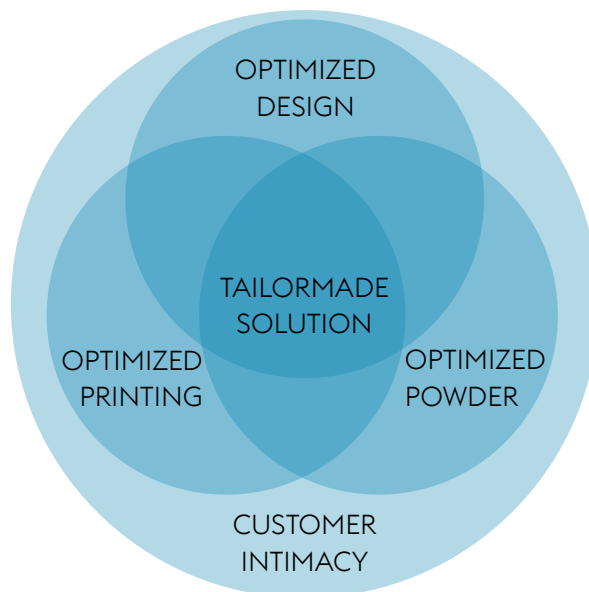 OPTIMIZED
DESIGN
TAILORMADE
SOLUTION
OPTIMIZED
PRINTING
OPTIMIZED
POWDER
CUSTOMER
INTIMACY